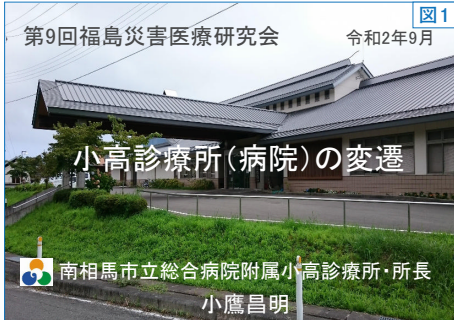 図1
第9回福島災害医療研究会 令和2年9月
小高診療所(病院)の変遷
南相馬市立総合病院附属小高診療所・所長
小鷹昌明